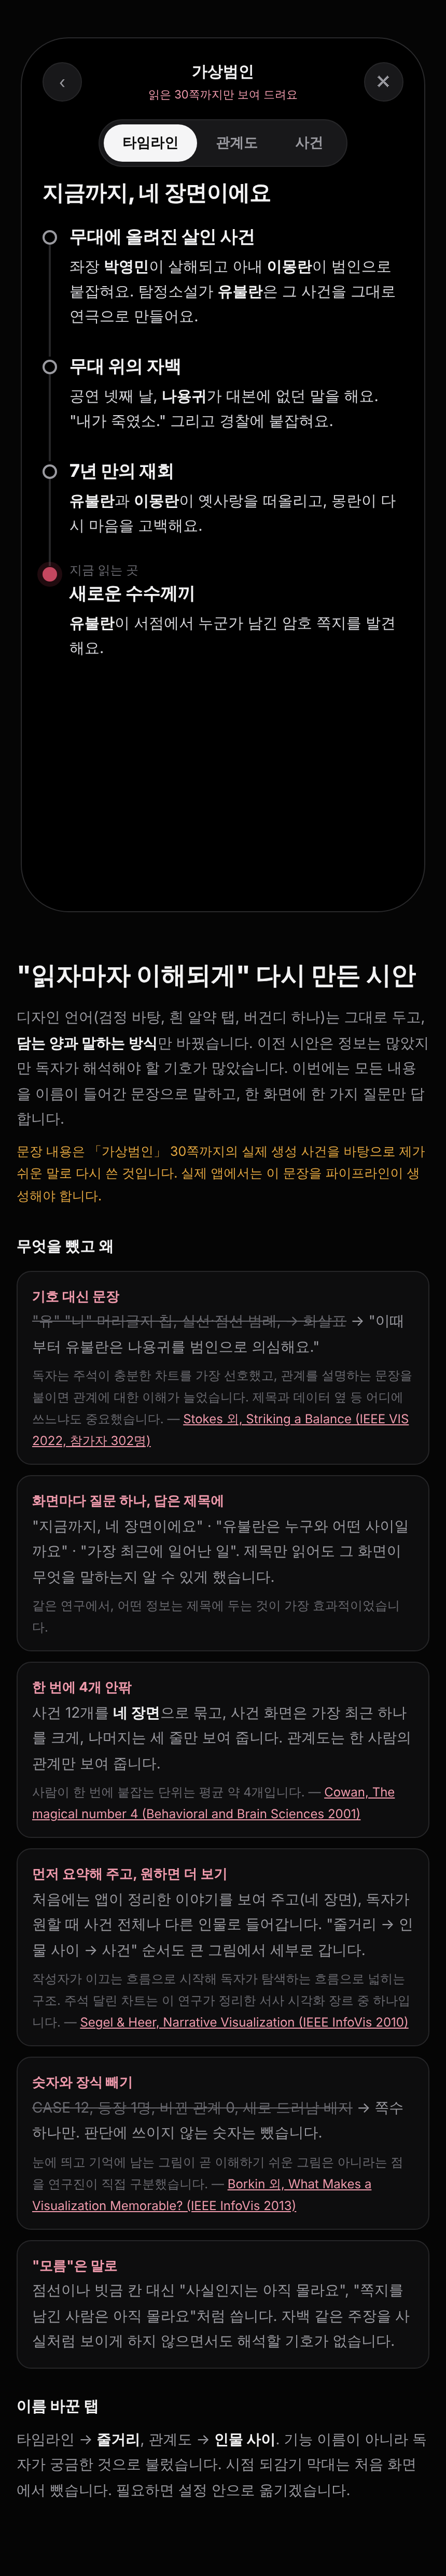 ‹
가상범인
읽은 30쪽까지만 보여 드려요
✕
타임라인 관계도 사건
지금까지, 네 장면이에요
무대에 올려진 살인 사건
좌장 박영민이 살해되고 아내 이몽란이 범인으로
붙잡혀요. 탐정소설가 유불란은 그 사건을 그대로
연극으로 만들어요.
무대 위의 자백
공연 넷째 날, 나용귀가 대본에 없던 말을 해요.
"내가 죽였소." 그리고 경찰에 붙잡혀요.
7년 만의 재회
유불란과 이몽란이 옛사랑을 떠올리고, 몽란이 다
시 마음을 고백해요.
지금 읽는 곳
새로운 수수께끼
유불란이 서점에서 누군가 남긴 암호 쪽지를 발견
해요.
"읽자마자 이해되게" 다시 만든 시안
디자인 언어(검정 바탕, 흰 알약 탭, 버건디 하나)는 그대로 두고,
담는 양과 말하는 방식만 바꿨습니다. 이전 시안은 정보는 많았지
만 독자가 해석해야 할 기호가 많았습니다. 이번에는 모든 내용
을 이름이 들어간 문장으로 말하고, 한 화면에 한 가지 질문만 답
합니다.
문장 내용은 「가상범인」 30쪽까지의 실제 생성 사건을 바탕으로 제가
쉬운 말로 다시 쓴 것입니다. 실제 앱에서는 이 문장을 파이프라인이 생
성해야 합니다.
무엇을 뺐고 왜
기호 대신 문장
"유" "나" 머리글자 칩, 실선·점선 범례, → 화살표 → "이때
부터 유불란은 나용귀를 범인으로 의심해요."
독자는 주석이 충분한 차트를 가장 선호했고, 관계를 설명하는 문장을
붙이면 관계에 대한 이해가 늘었습니다. 제목과 데이터 옆 등 어디에
쓰느냐도 중요했습니다. — Stokes 외, Striking a Balance (IEEE VIS
2022, 참가자 302명)
화면마다 질문 하나, 답은 제목에
"지금까지, 네 장면이에요" · "유불란은 누구와 어떤 사이일
까요" · "가장 최근에 일어난 일". 제목만 읽어도 그 화면이
무엇을 말하는지 알 수 있게 했습니다.
같은 연구에서, 어떤 정보는 제목에 두는 것이 가장 효과적이었습니
다.
한 번에 4개 안팎
사건 12개를 네 장면으로 묶고, 사건 화면은 가장 최근 하나
를 크게, 나머지는 세 줄만 보여 줍니다. 관계도는 한 사람의
관계만 보여 줍니다.
사람이 한 번에 붙잡는 단위는 평균 약 4개입니다. — Cowan, The
magical number 4 (Behavioral and Brain Sciences 2001)
먼저 요약해 주고, 원하면 더 보기
처음에는 앱이 정리한 이야기를 보여 주고(네 장면), 독자가
원할 때 사건 전체나 다른 인물로 들어갑니다. "줄거리 → 인
물 사이 → 사건" 순서도 큰 그림에서 세부로 갑니다.
작성자가 이끄는 흐름으로 시작해 독자가 탐색하는 흐름으로 넓히는
구조. 주석 달린 차트는 이 연구가 정리한 서사 시각화 장르 중 하나입
니다. — Segel & Heer, Narrative Visualization (IEEE InfoVis 2010)
숫자와 장식 빼기
CASE 12, 등장 1명, 바뀐 관계 0, 새로 드러남 배지 → 쪽수
하나만. 판단에 쓰이지 않는 숫자는 뺐습니다.
눈에 띄고 기억에 남는 그림이 곧 이해하기 쉬운 그림은 아니라는 점
을 연구진이 직접 구분했습니다. — Borkin 외, What Makes a
Visualization Memorable? (IEEE InfoVis 2013)
"모름"은 말로
점선이나 빗금 칸 대신 "사실인지는 아직 몰라요", "쪽지를
남긴 사람은 아직 몰라요"처럼 씁니다. 자백 같은 주장을 사
실처럼 보이게 하지 않으면서도 해석할 기호가 없습니다.
이름 바꾼 탭
타임라인 → 줄거리, 관계도 → 인물 사이. 기능 이름이 아니라 독
자가 궁금한 것으로 불렀습니다. 시점 되감기 막대는 처음 화면
에서 뺐습니다. 필요하면 설정 안으로 옮기겠습니다.